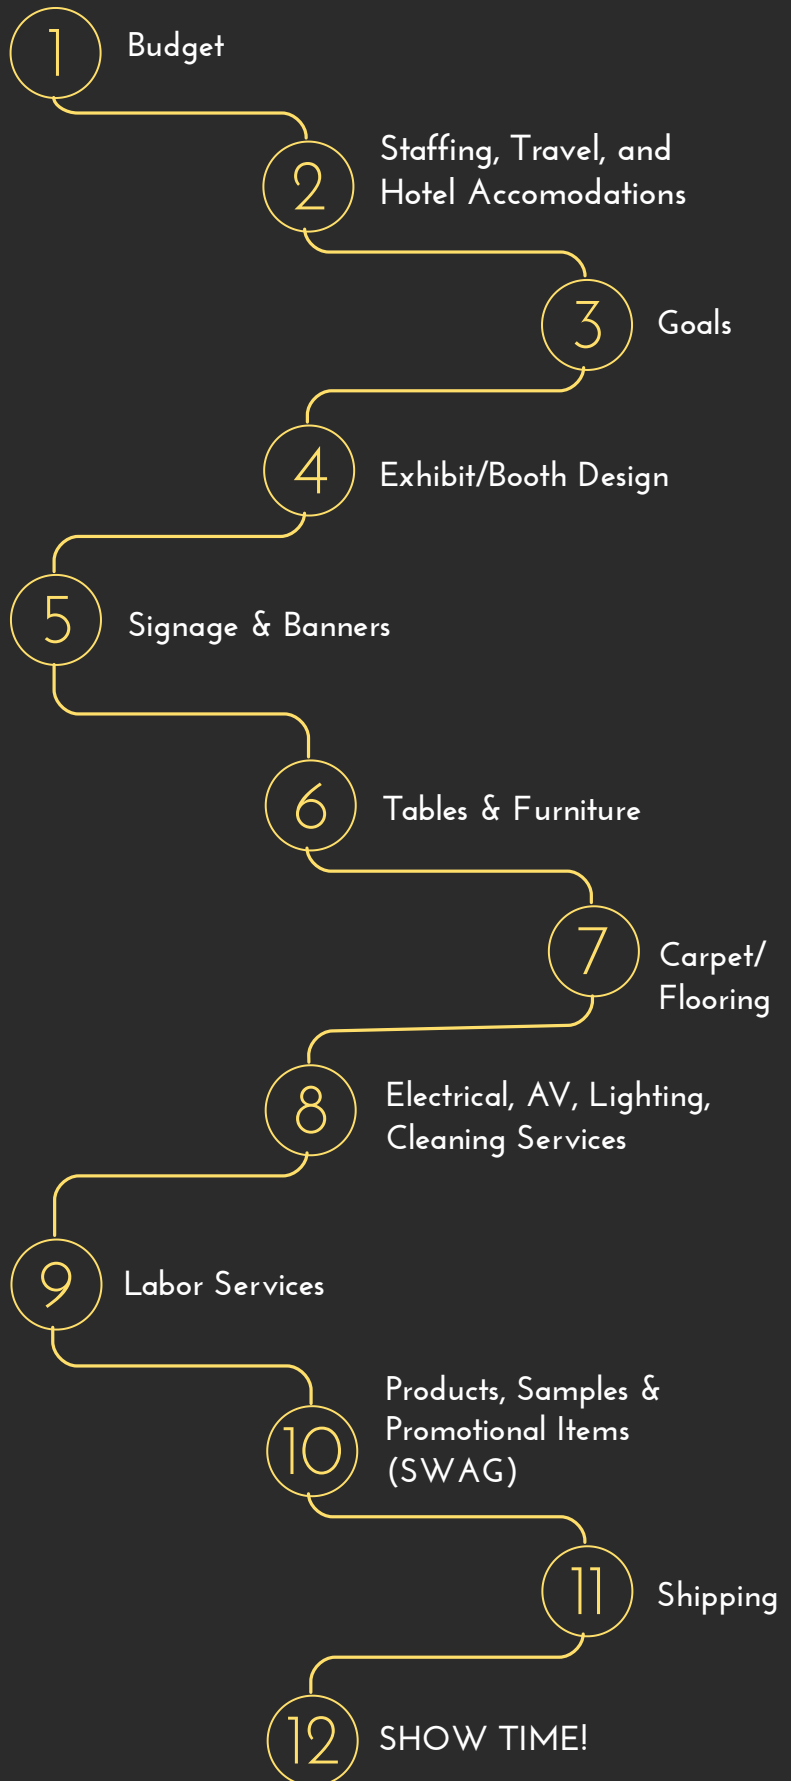 1
Budget
2
Staffing, Travel, and
Hotel Accomodations
3
Goals
4
Exhibit/Booth Design
5
Signage & Banners
6
Tables & Furniture
7
Carpet/
Flooring
8
Electrical, AV, Lighting,
Cleaning Services
9
Labor Services
10
Products, Samples &
Promotional Items
(SWAG)
11
Shipping
12
SHOW TIME!